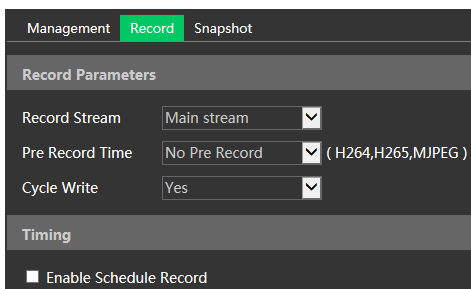 Management Record Snapshot
Record Parameters
Record Stream Main stream
Pre Record Time No Pre Record ( H264,H265,MJPEG )
Cycle Write Yes
Timing
Enable Schedule Record